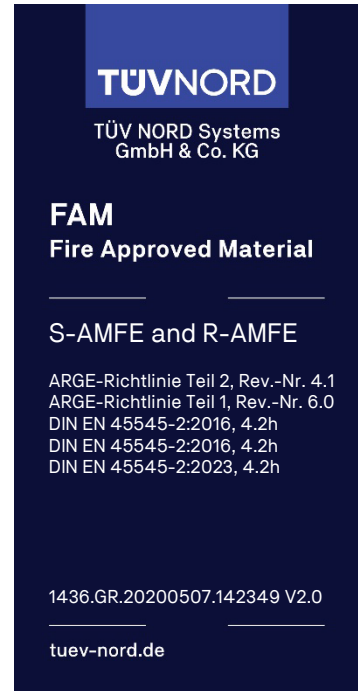 TÜVNORD
TÜV NORD Systems
GmbH & Co. KG
FAM
Fire Approved Material
S-AMFE and R-AMFE
ARGE-Richtlinie Teil 2, Rev.-Nr. 4.1
ARGE-Richtlinie Teil 1, Rev.-Nr. 6.0
DIN EN 45545-2:2016, 4.2h
DIN EN 45545-2:2016, 4.2h
DIN EN 45545-2:2023, 4.2h
1436.GR.20200507.142349 V2.0
tuev-nord.de